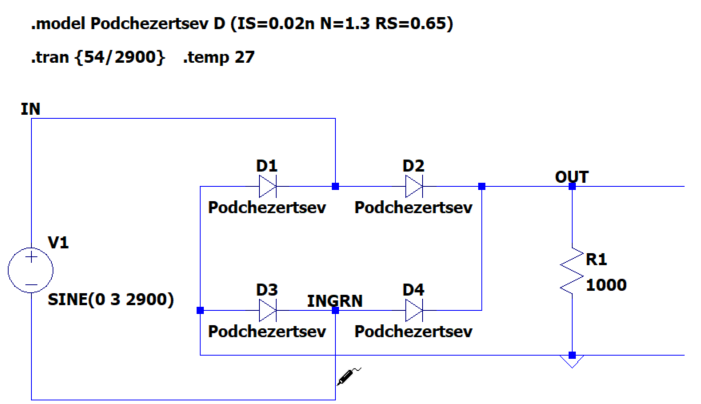 .model Podchezertsev D (IS=0.02n N=1.3 RS=0.65)
.tran {54/2900} .temp 27
IN
D1 D2
OUT
Podchezertsev Podchezertsev
V1
R1
1000
SINE(0 3 2900)
D3 INGRN D4
Podchezertsev Podchezertsev